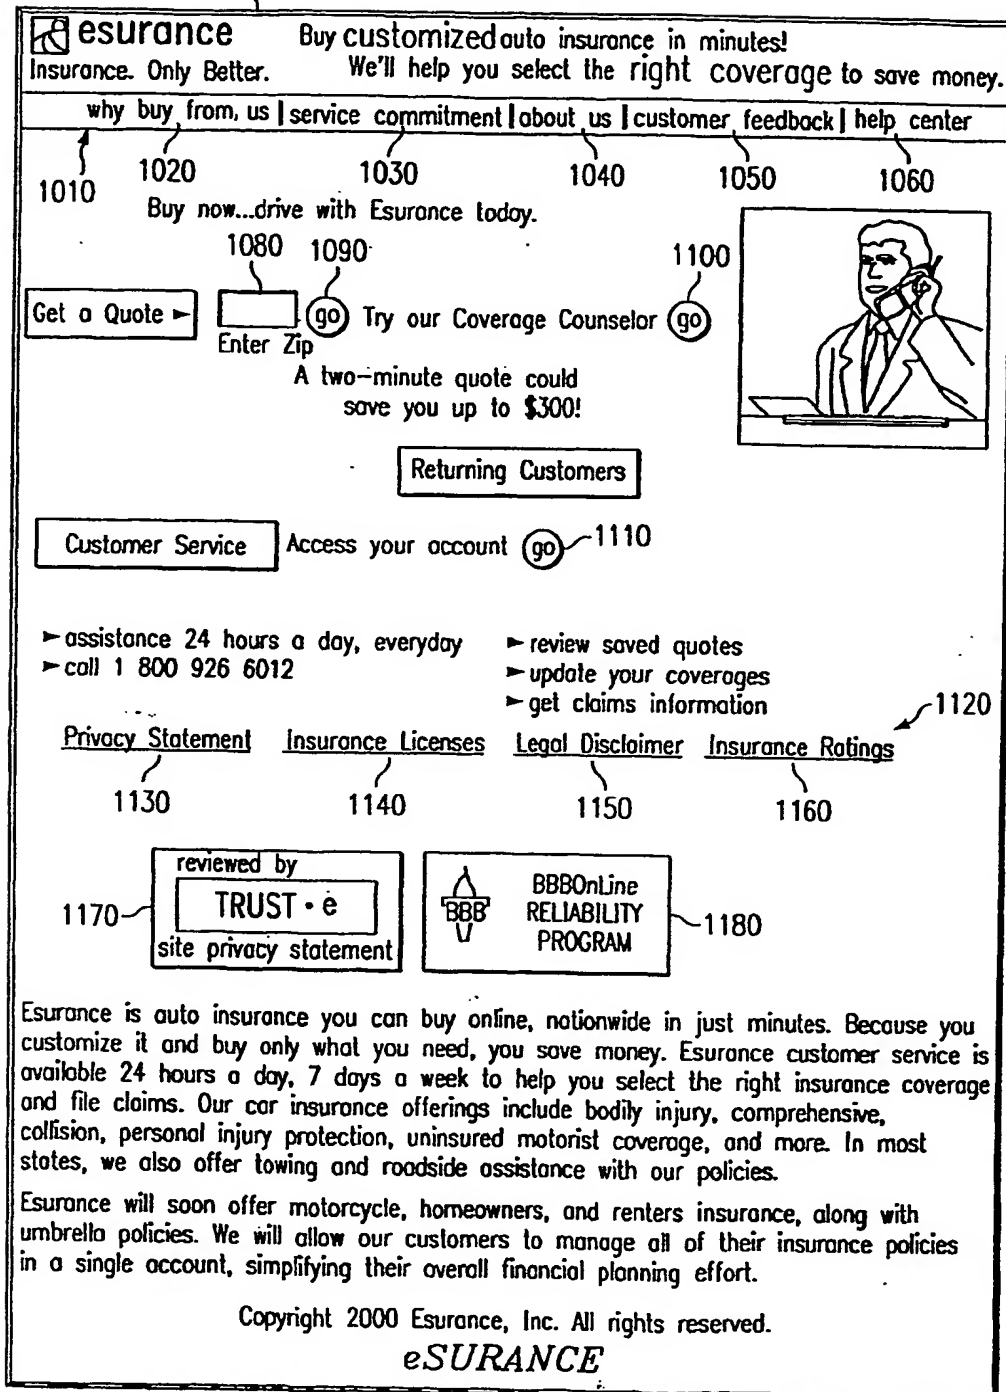 esurance Buy customized auto insurance in minutes!
Insurance. Only Better. We'll help you select the right coverage to save money.
why buy from, us | service commitment | about us | customer feedback | help center
1010 1020 1030 1040 1050 1060
Buy now...drive with Esurance today.
1080 1090 1100
Get a Quote ► go Try our Coverage Counselor go
Enter Zip
A two-minute quote could
save you up to $300!
Returning Customers
Customer Service Access your account go 1110
► assistance 24 hours a day, everyday ► review saved quotes
► call 1 800 926 6012 ► update your coverages
► get claims information 1120
Privacy Statement Insurance Licenses Legal Disclaimer Insurance Ratings
1130 1140 1150 1160
reviewed by
1170 TRUST • e
site privacy statement
BBB
BBBOnLine
RELIABILITY 1180
PROGRAM
Esurance is auto insurance you can buy online, nationwide in just minutes. Because you
customize it and buy only what you need, you save money. Esurance customer service is
available 24 hours a day, 7 days a week to help you select the right insurance coverage
and file claims. Our car insurance offerings include bodily injury, comprehensive,
collision, personal injury protection, uninsured motorist coverage, and more. In most
states, we also offer towing and roadside assistance with our policies.
Esurance will soon offer motorcycle, homeowners, and renters insurance, along with
umbrella policies. We will allow our customers to manage all of their insurance policies
in a single account, simplifying their overall financial planning effort.
Copyright 2000 Esurance, Inc. All rights reserved.
eSURANCE